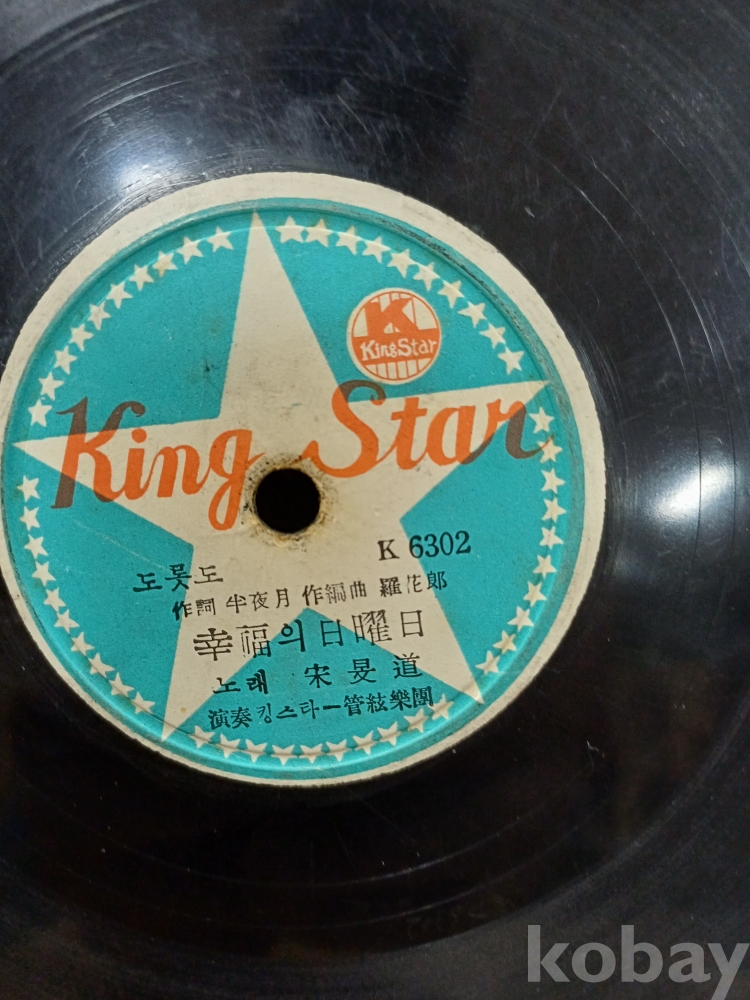 K
KingStar
King Star
K 6302
도롯도
作詞 半夜月 作編曲 羅花郎
幸福의 日曜日
노래 宋旻道
演奏 킹스타ー管絃樂團
kobay